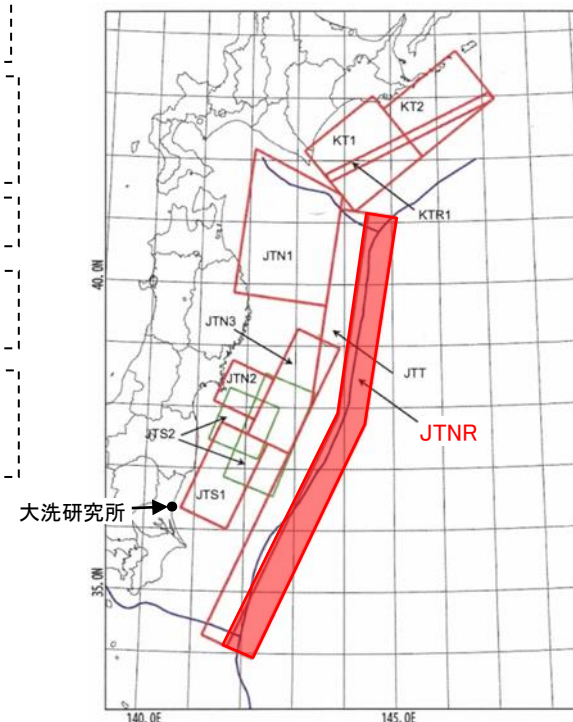 KT2
KT1
KTR1
JTN1
40.0N
JTN3
JTT
JTN2
JTNR
JTS2
JTS1
大洗研究所
35.0N
140.0E
145.0E